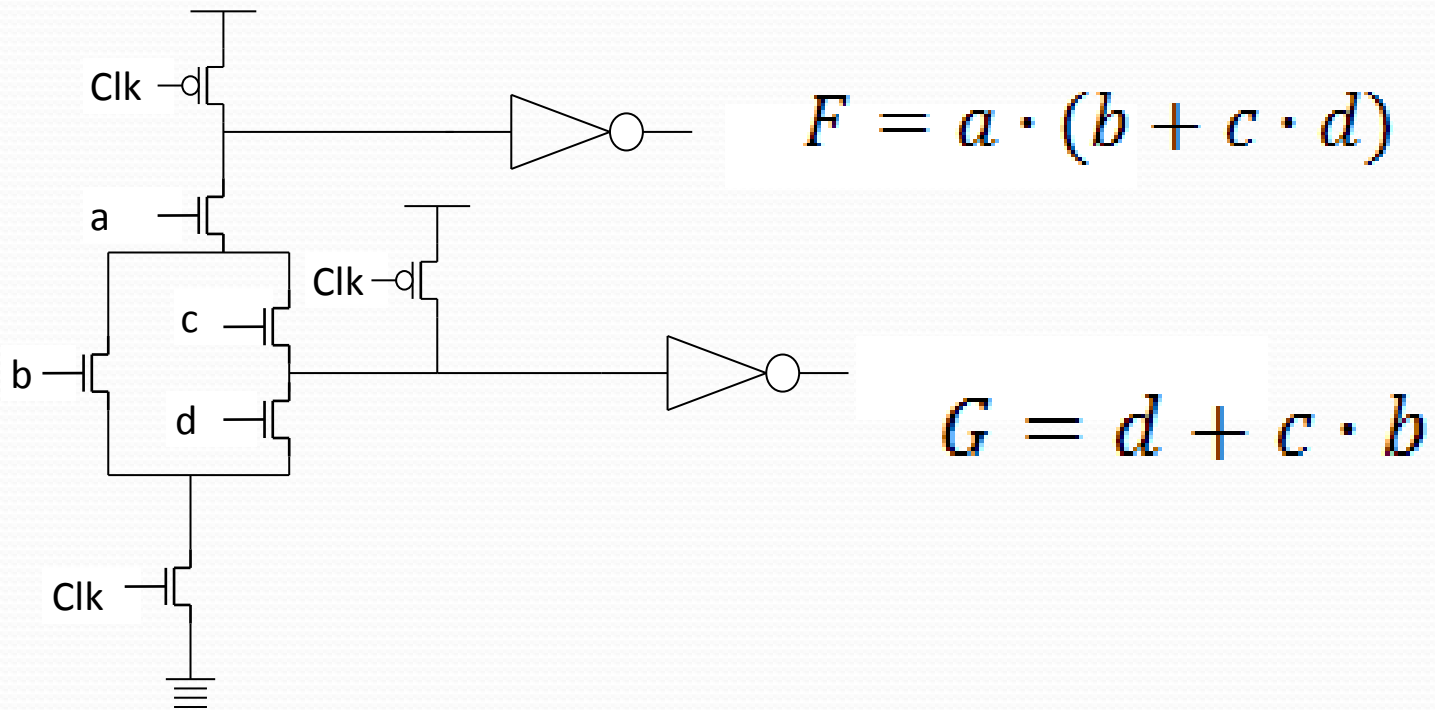 Clk
F = a · (b + c · d)
a
Clk
c
b
d
G = d + c · b
Clk